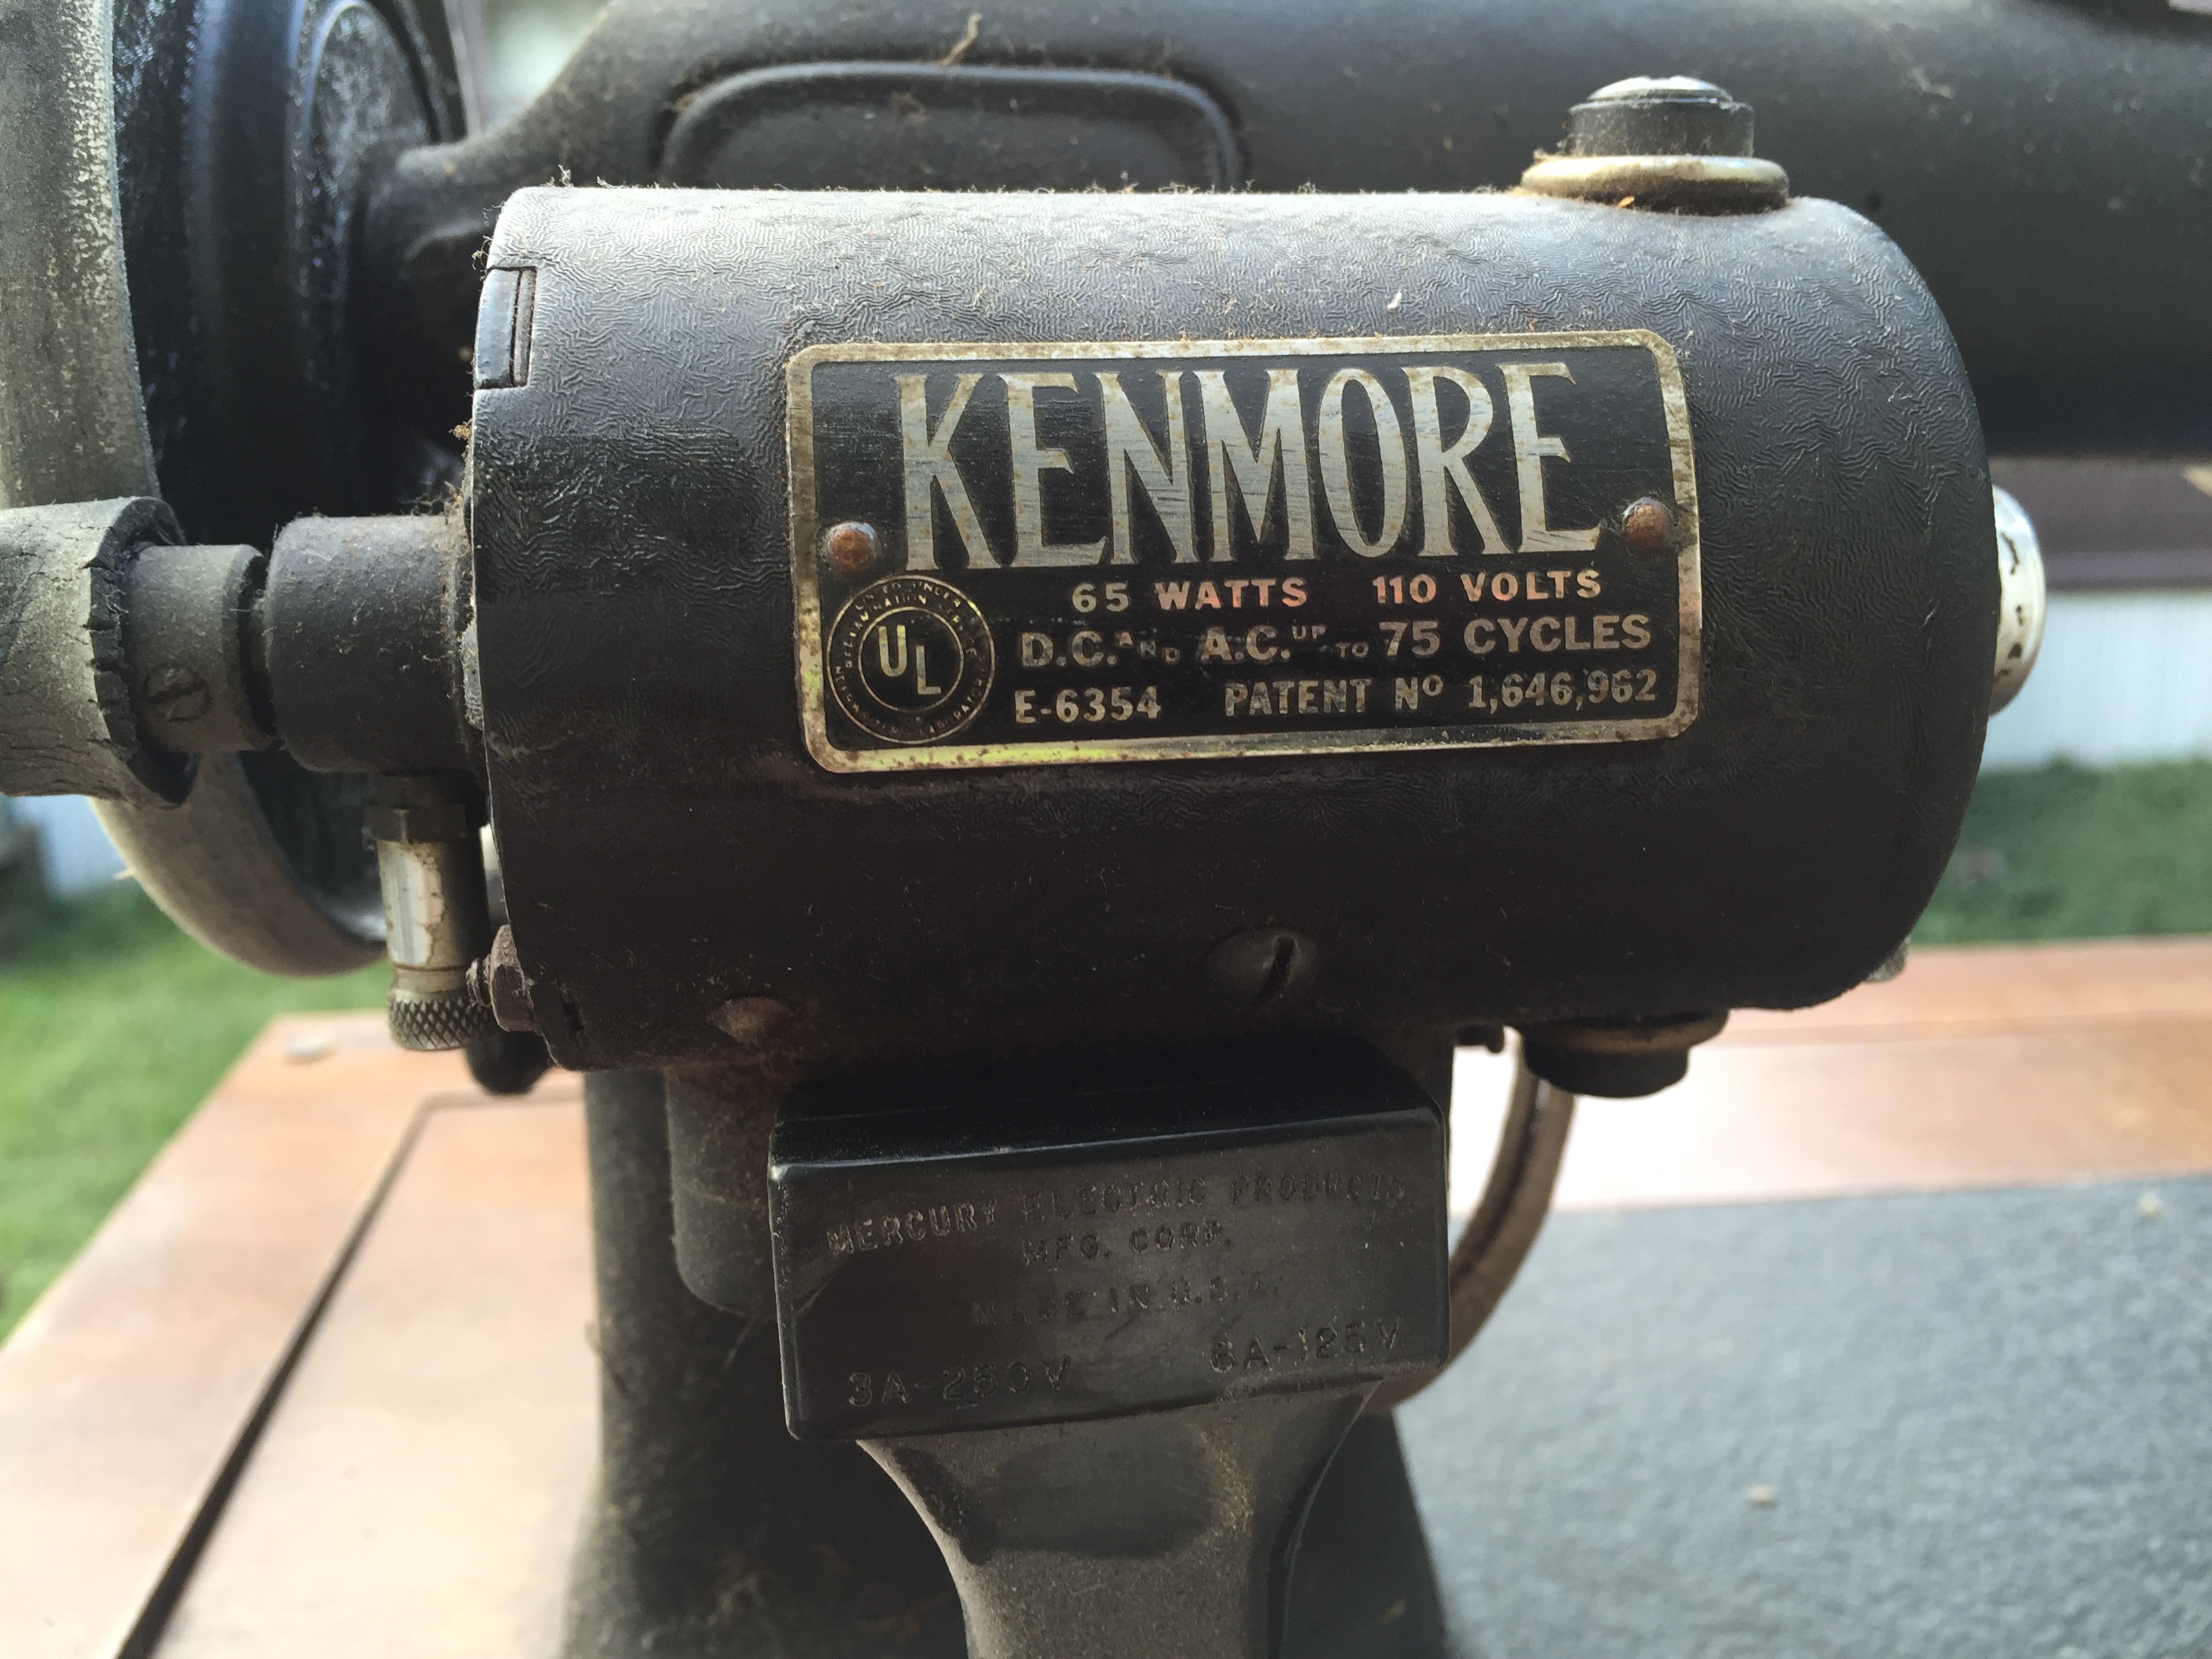 KENMORE
65 WATTS 110 VOLTS
UL
D.C. AND A.C. UP TO 75 CYCLES
E-6354 PATENT Nº 1,646,962
MERCURY ELECTRIC PRODUCTS
MFG. CORP.
MADE IN U.S.A.
3A-250V 6A-125V